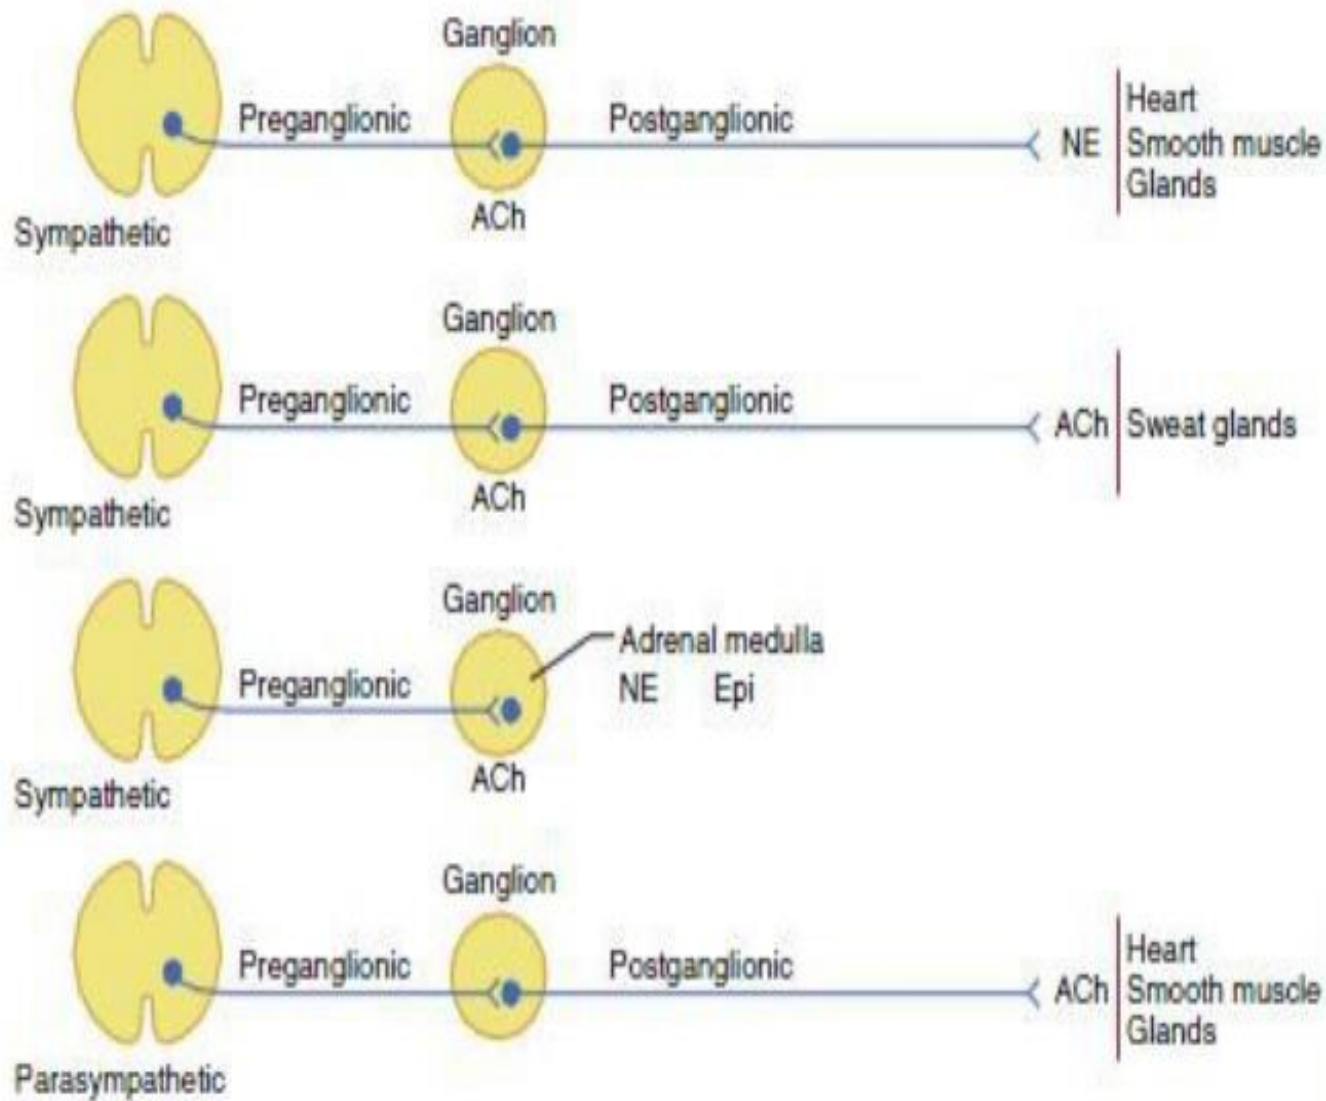 Ganglion
Preganglionic
Postganglionic
NE
Heart
Smooth muscle
Glands
ACh
Sympathetic
Ganglion
Preganglionic
Postganglionic
ACh
Sweat glands
ACh
Sympathetic
Ganglion
Adrenal medulla
Preganglionic
NE Epi
ACh
Sympathetic
Ganglion
Preganglionic
Postganglionic
ACh
Heart
Smooth muscle
Glands
Parasympathetic